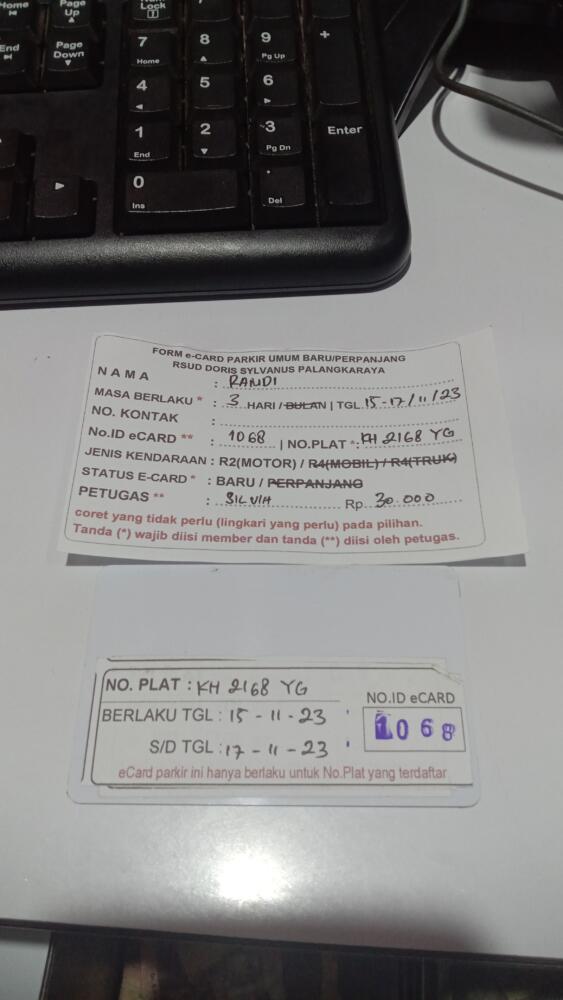 Home
Page
Up
Lock
End
Page
Down
7
Home
8
9
Pg Up
+
4
5
6
1
End
2
3
Pg Dn
Enter
0
Ins
.
Del
FORM e-CARD PARKIR UMUM BARU/PERPANJANG
RSUD DORIS SYLVANUS PALANGKARAYA
NAMA : RANDI
MASA BERLAKU * : 3 HARI / BULAN | TGL. 15-17/11/23
NO. KONTAK :
No.ID eCARD ** : 1068 | NO.PLAT *: KH 2168 YG
JENIS KENDARAAN : R2(MOTOR) / R4(MOBIL) / R4(TRUK)
STATUS E-CARD * : BARU / PERPANJANG
PETUGAS ** : SILVIA Rp. 30.000
coret yang tidak perlu (lingkari yang perlu) pada pilihan.
Tanda (*) wajib diisi member dan tanda (**) diisi oleh petugas.
NO. PLAT : KH 2168 YG
NO.ID eCARD
BERLAKU TGL : 15 - 11 - 23
1068
S/D TGL : 17 - 11 - 23
eCard parkir ini hanya berlaku untuk No.Plat yang terdaftar